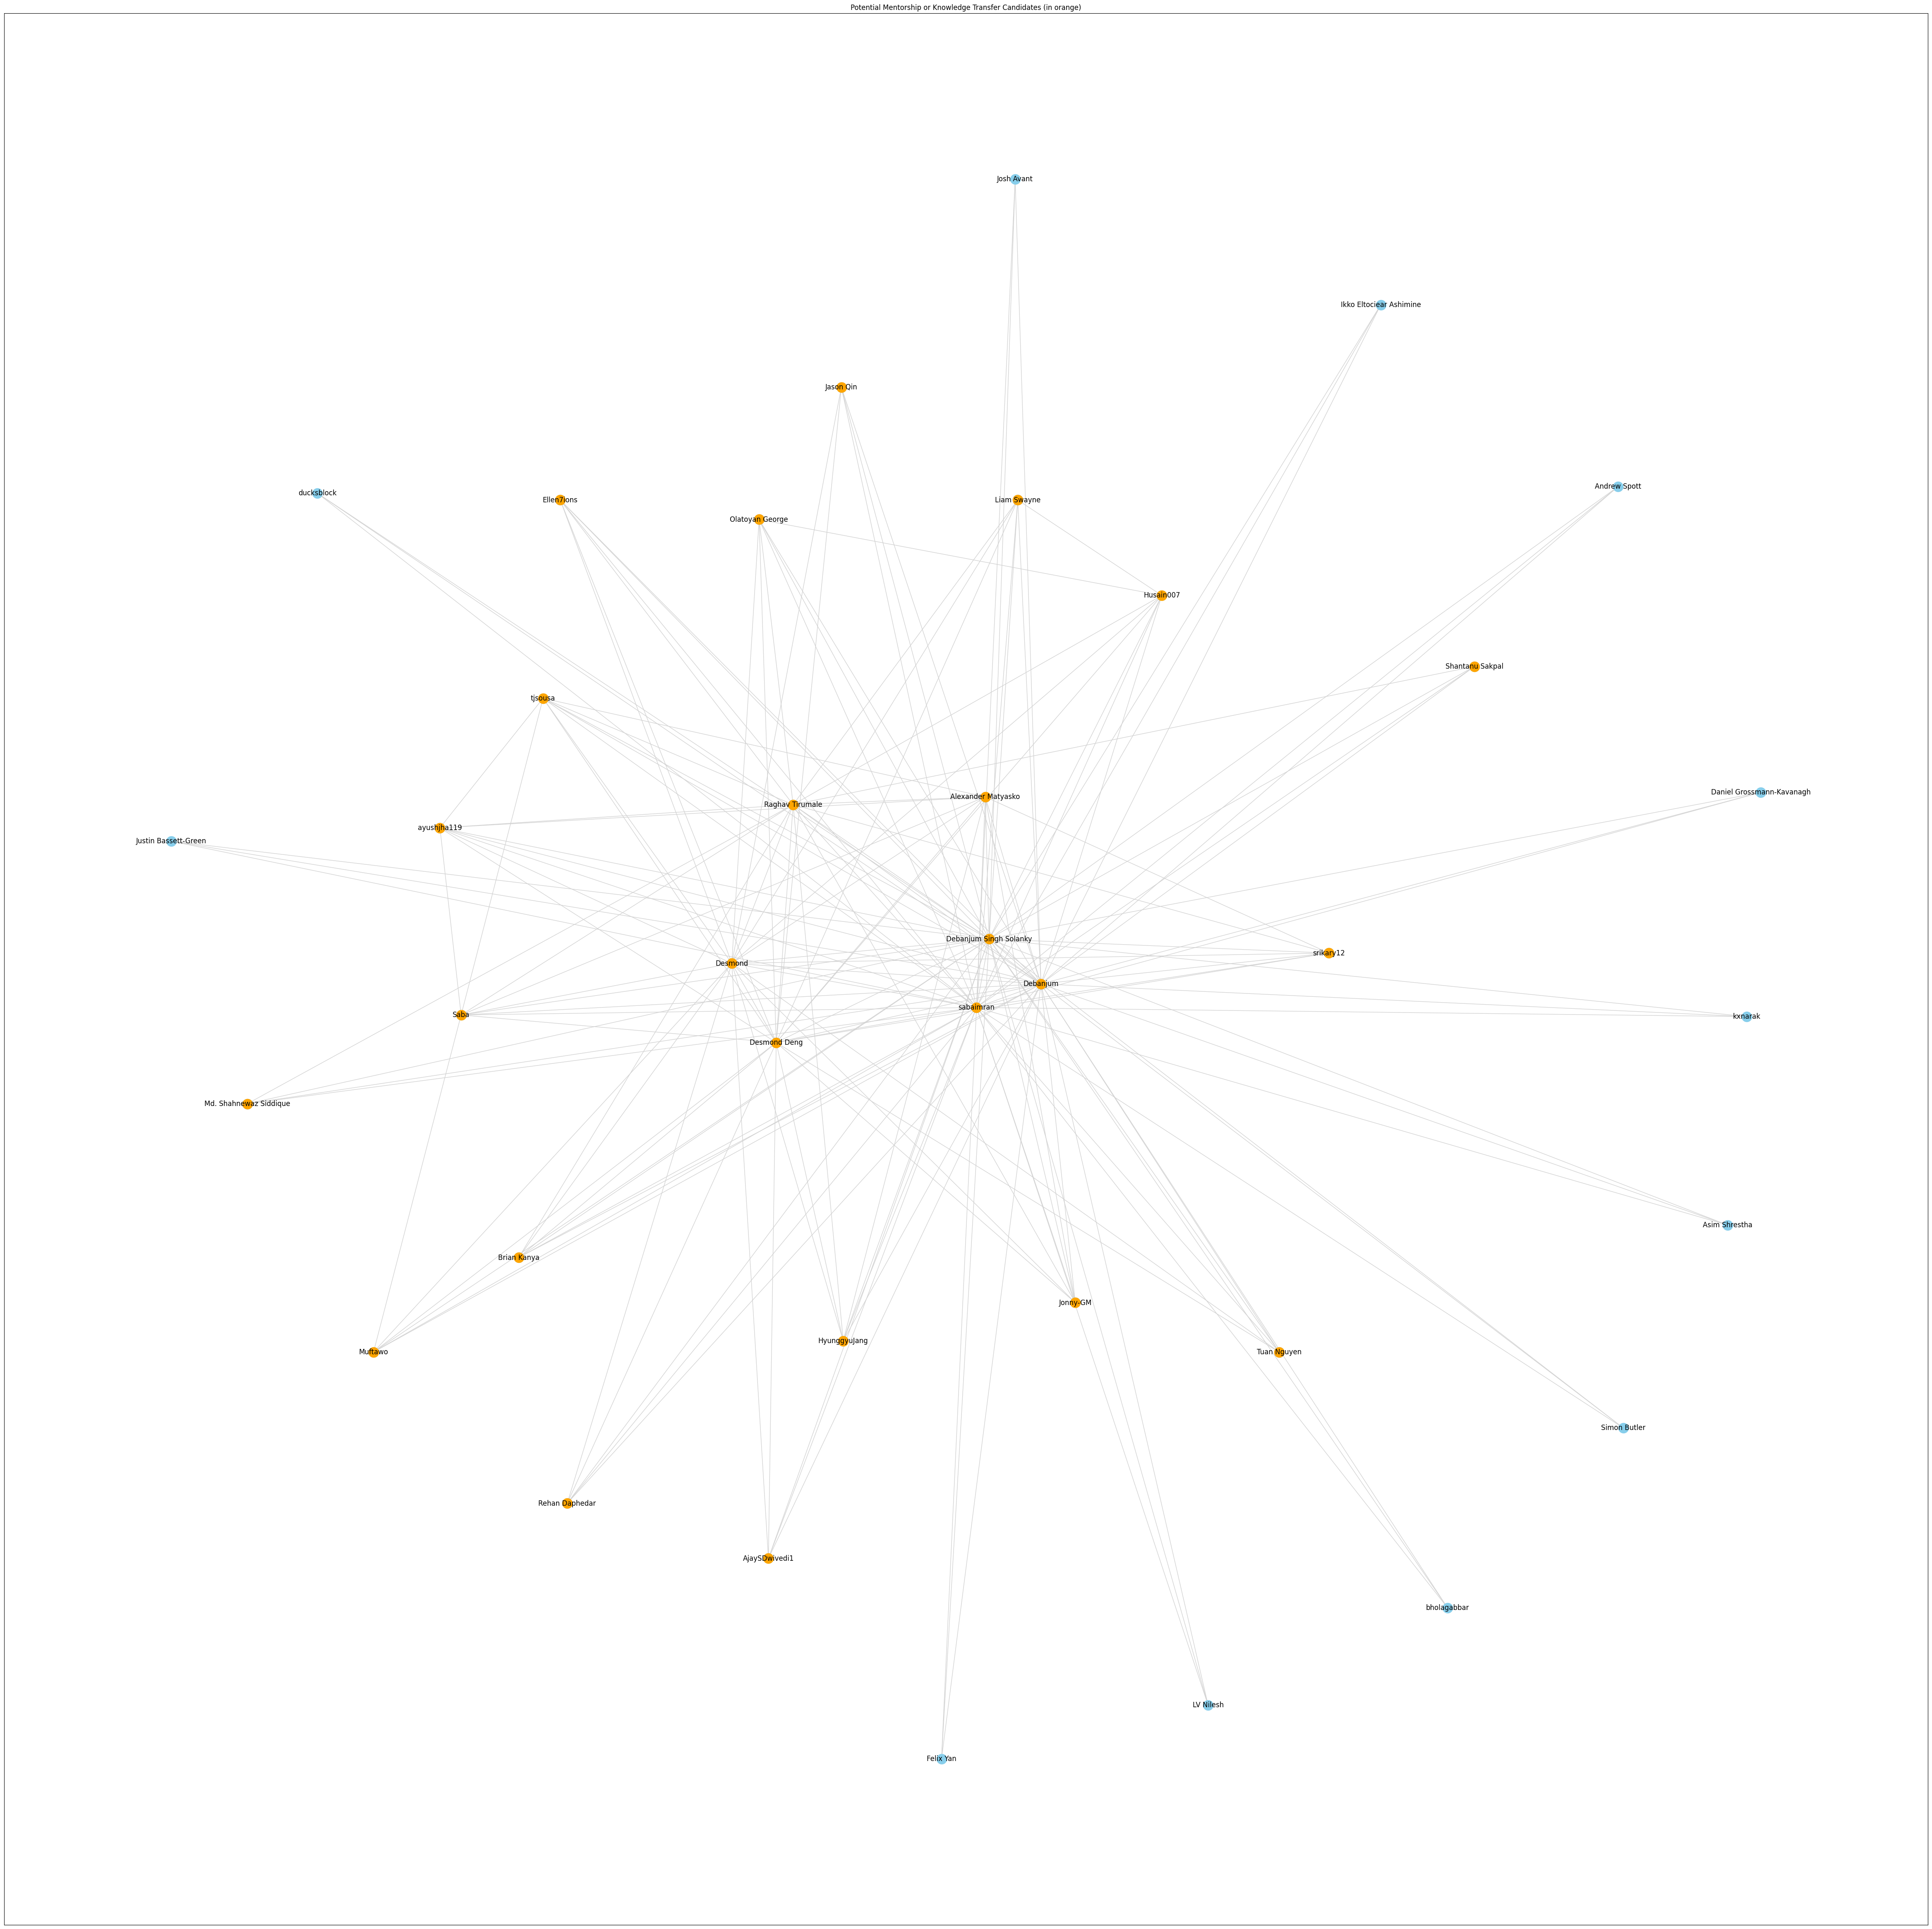 Potential Mentorship or Knowledge Transfer Candidates (in orange)
Josh Avant
Ikko Eltociear Ashimine
Jason Qin
Andrew Spott
ducksblock
Ellen7ions
Liam Swayne
Olatoyan George
Husain007
Shantanu Sakpal
tjsousa
Daniel Grossmann-Kavanagh
Alexander Matyasko
Raghav Tirumale
ayushjha119
Justin Bassett-Green
Debanjum Singh Solanky
srikary12
Desmond
Debanjum
sabaimran
Saba
kxnarak
Desmond Deng
Md. Shahnewaz Siddique
Asim Shrestha
Brian Kanya
Jonny-GM
HyunggyuJang
Muftawo
Tuan Nguyen
Simon Butler
Rehan Daphedar
AjaySDwivedi1
bholagabbar
LV Nilesh
Felix Yan